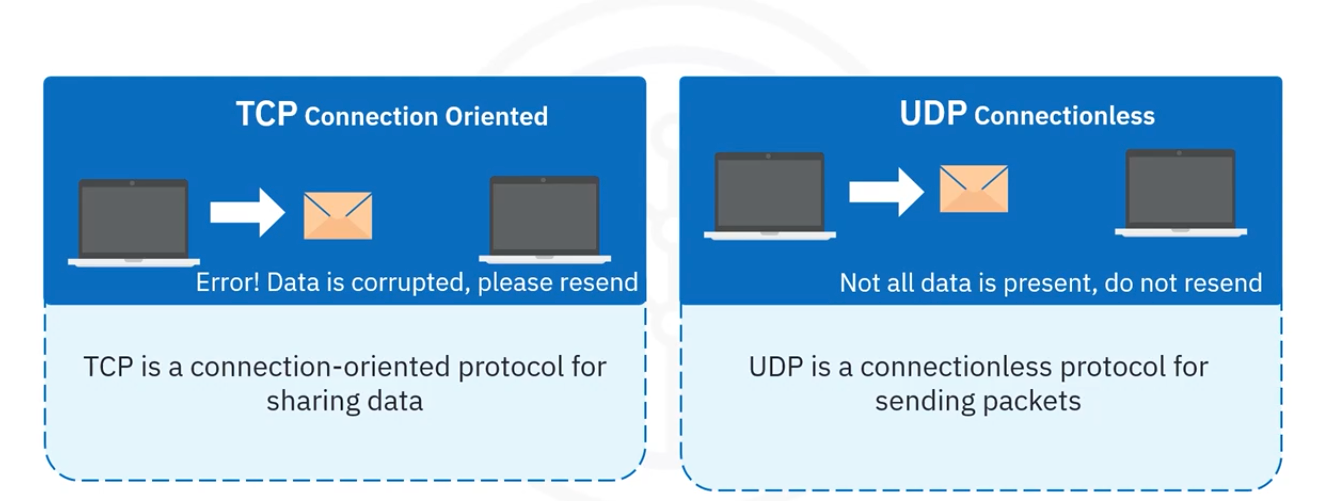 TCP Connection Oriented
Error! Data is corrupted, please resend
TCP is a connection-oriented protocol for
sharing data
UDP Connectionless
Not all data is present, do not resend
UDP is a connectionless protocol for
sending packets